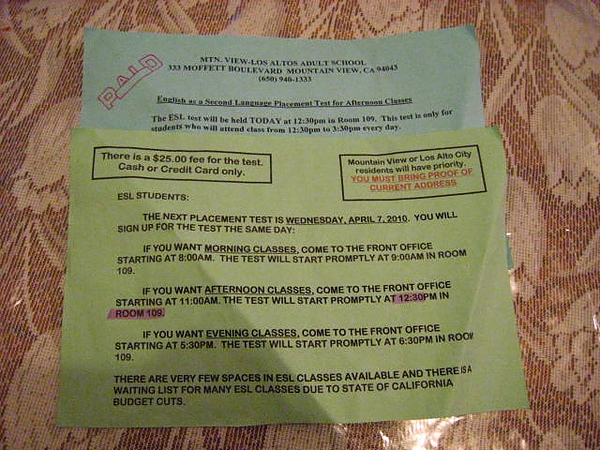 PAID
MTN. VIEW-LOS ALTOS ADULT SCHOOL
333 MOFFETT BOULEVARD MOUNTAIN VIEW, CA 94043
(650) 940-1333
English as a Second Language Placement Test for Afternoon Classes
The ESL test will be held TODAY at 12:30pm in Room 109. This test is only for
students who will attend class from 12:30pm to 3:30pm every day.
There is a $25.00 fee for the test.
Cash or Credit Card only.
Mountain View or Los Alto City
residents will have priority.
YOU MUST BRING PROOF OF
CURRENT ADDRESS
ESL STUDENTS:
THE NEXT PLACEMENT TEST IS WEDNESDAY, APRIL 7, 2010. YOU WILL
SIGN UP FOR THE TEST THE SAME DAY:
IF YOU WANT MORNING CLASSES, COME TO THE FRONT OFFICE
STARTING AT 8:00AM. THE TEST WILL START PROMPTLY AT 9:00AM IN ROOM
109.
IF YOU WANT AFTERNOON CLASSES, COME TO THE FRONT OFFICE
STARTING AT 11:00AM. THE TEST WILL START PROMPTLY AT 12:30PM IN
ROOM 109.
IF YOU WANT EVENING CLASSES, COME TO THE FRONT OFFICE
STARTING AT 5:30PM. THE TEST WILL START PROMPTLY AT 6:30PM IN ROOM
109.
THERE ARE VERY FEW SPACES IN ESL CLASSES AVAILABLE AND THERE IS A
WAITING LIST FOR MANY ESL CLASSES DUE TO STATE OF CALIFORNIA
BUDGET CUTS.